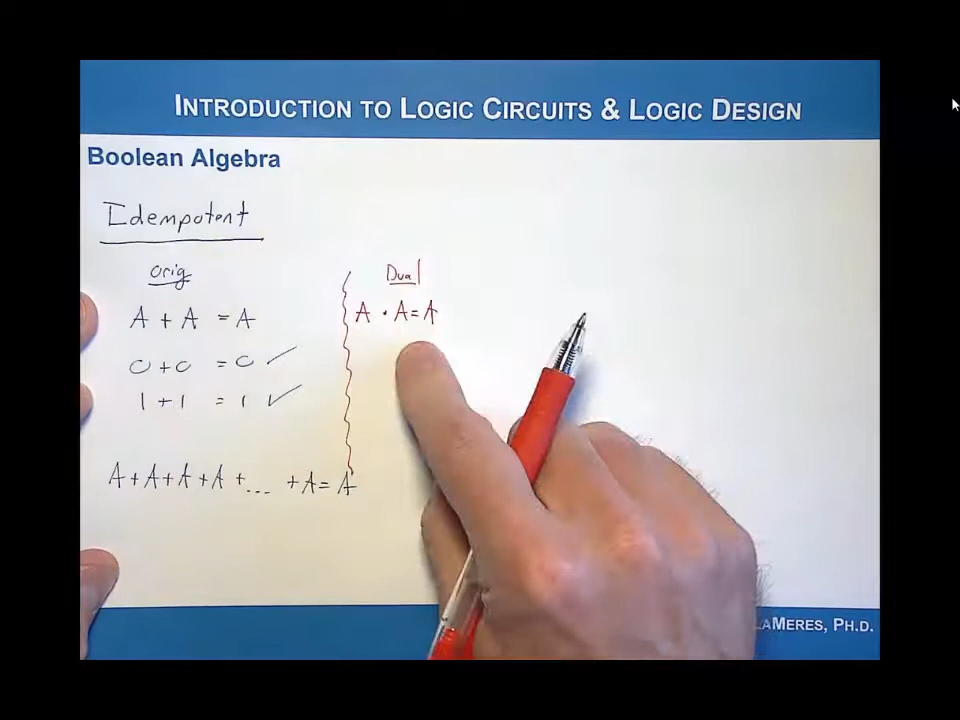 INTRODUCTION TO LOGIC CIRCUITS & LOGIC DESIGN
Boolean Algebra
Idempotent
orig
A + A = A
0 + 0 = 0 ✓
1 + 1 = 1 ✓
A + A + A + A + ... + A = A
Dual
A · A = A
LAMERES, PH.D.